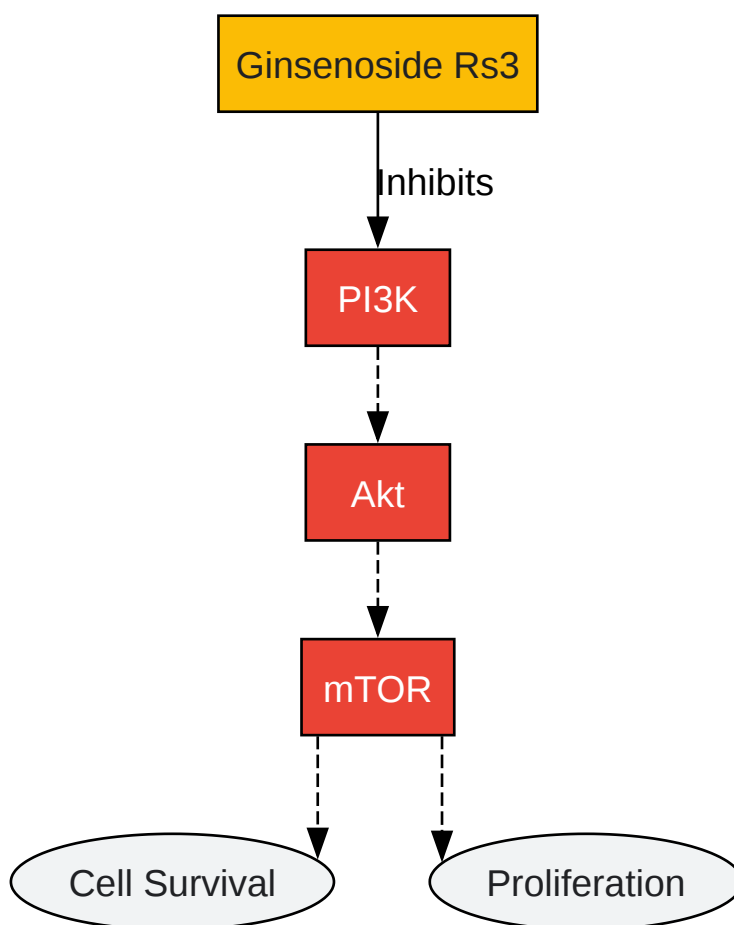 Ginsenoside Rs3
Inhibits
PI3K
Akt
mTOR
Cell Survival
Proliferation